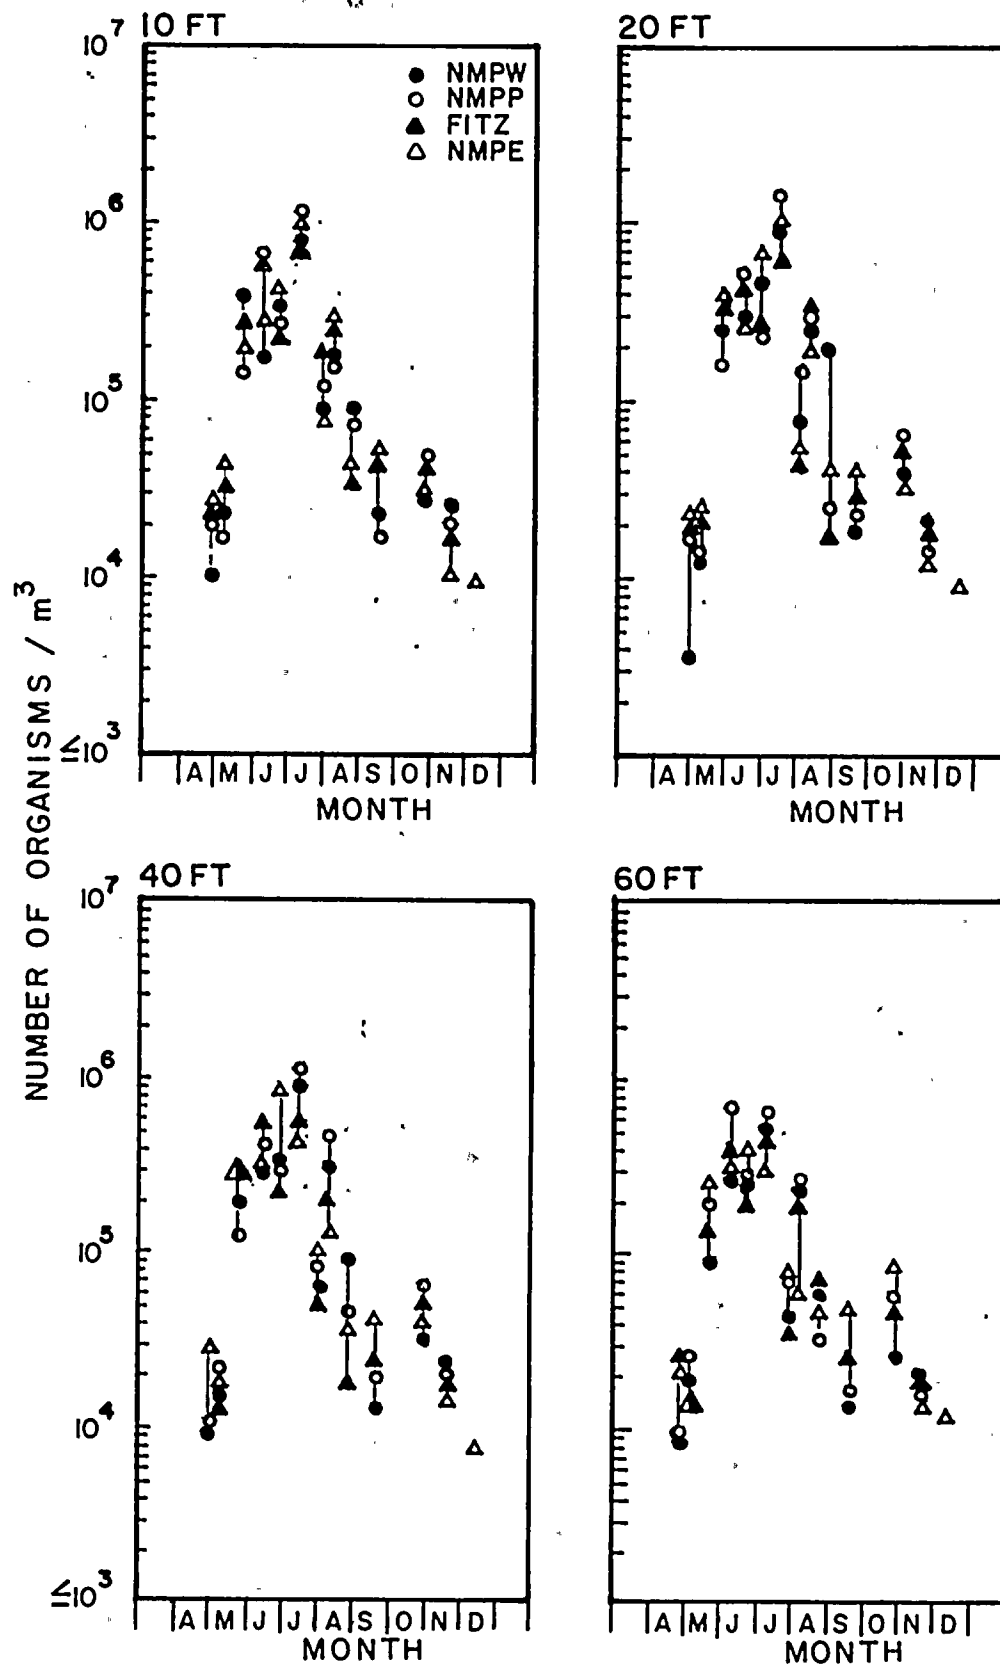 10 FT
20 FT
10⁷
NMPW
NMPP
FITZ
NMPE
10⁶
10⁵
10⁴
≤10³
A M J J A S O N D
A M J J A S O N D
MONTH
MONTH
NUMBER OF ORGANISMS / m³
40 FT
60 FT
10⁷
10⁶
10⁵
10⁴
≤10³
A M J J A S O N D
A M J J A S O N D
MONTH
MONTH